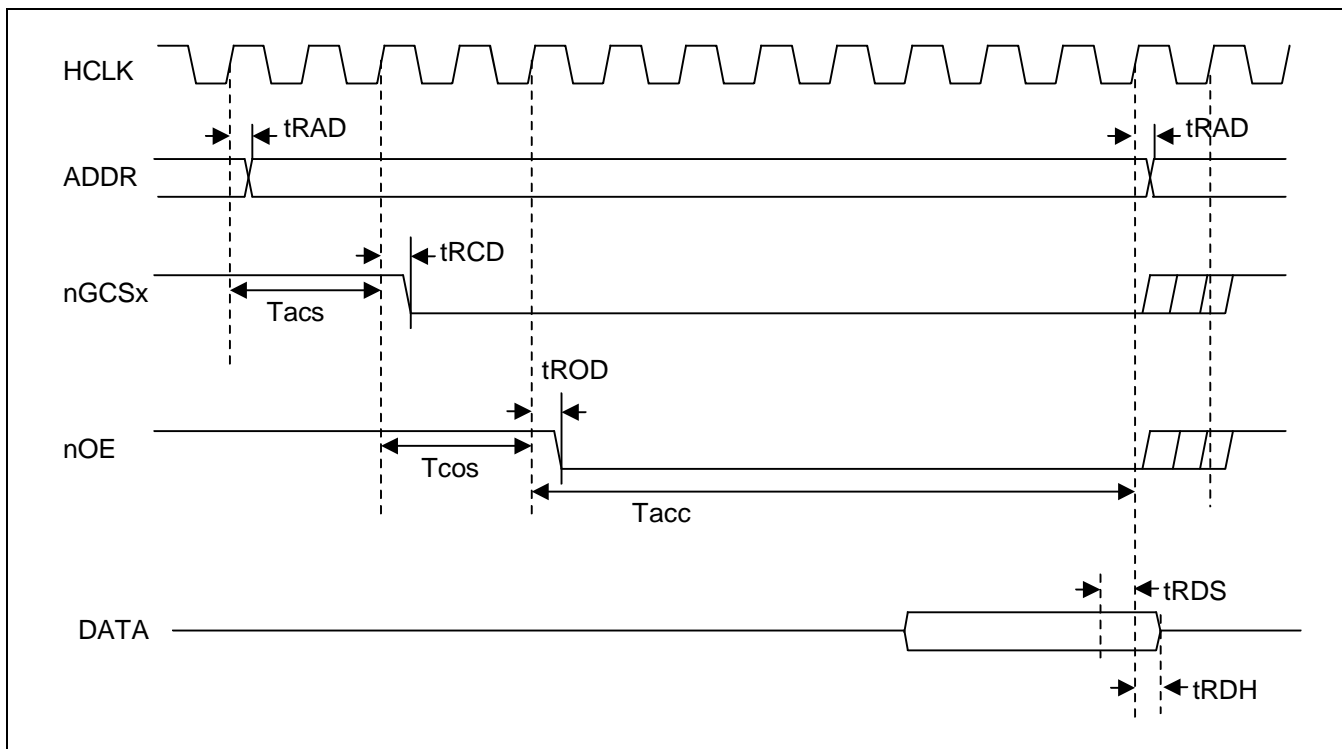 HCLK
tRAD
tRAD
ADDR
tRCD
nGCSx
Tacs
tROD
nOE
Tcos
Tacc
tRDS
DATA
tRDH